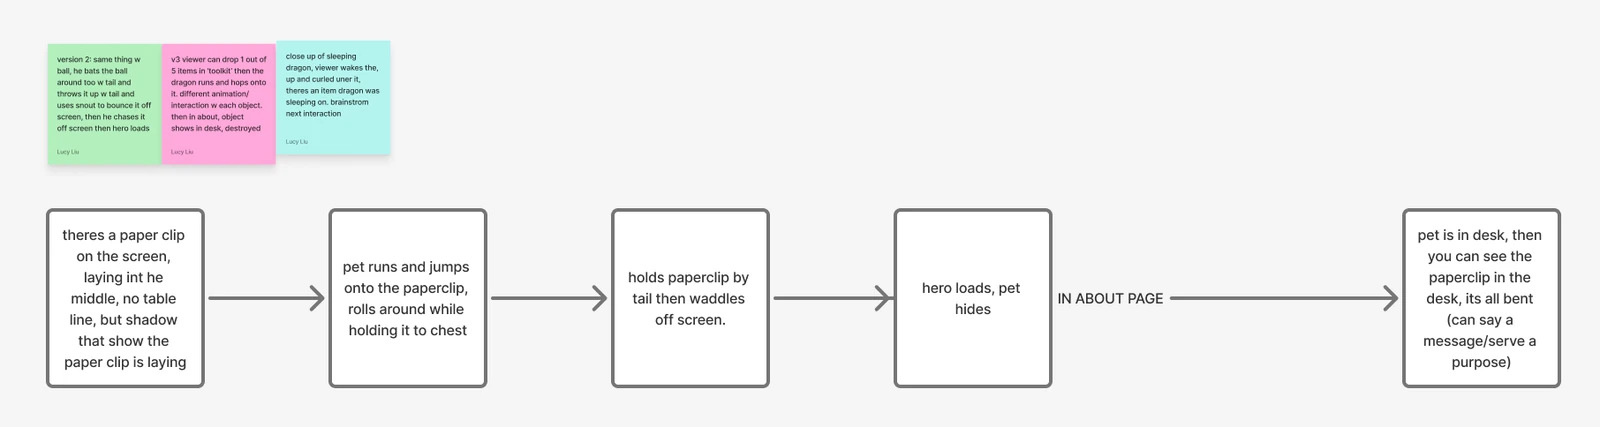 version 2: same thing w
ball, he bats the ball
around too w tail and
throws it up w tail and
uses snout to bounce it off
screen, then he chases it
off screen then hero loads
Lucy Liu
v3 viewer can drop 1 out of
5 items in 'toolkit' then the
dragon runs and hops onto
it. different animation/
interaction w each object.
then in about, object
shows in desk, destroyed
Lucy Liu
close up of sleeping
dragon, viewer wakes the,
up and curled uner it,
theres an item dragon was
sleeping on. brainstrom
next interaction
Lucy Liu
theres a paper clip
on the screen,
laying int he
middle, no table
line, but shadow
that show the
paper clip is laying
pet runs and jumps
onto the paperclip,
rolls around while
holding it to chest
holds paperclip by
tail then waddles
off screen.
hero loads, pet
hides
IN ABOUT PAGE
pet is in desk, then
you can see the
paperclip in the
desk, its all bent
(can say a
message/serve a
purpose)